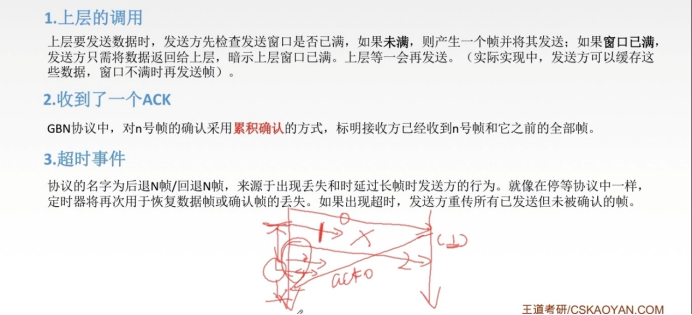 1.上层的调用
上层要发送数据时，发送方先检查发送窗口是否已满，如果未满，则产生一个帧并将其发送；如果窗口已满，
发送方只需将数据返回给上层，暗示上层窗口已满。上层等一会再发送。（实际实现中，发送方可以缓存这
些数据，窗口不满时再发送帧）。
2.收到了一个ACK
GBN协议中，对n号帧的确认采用累积确认的方式，标明接收方已经收到n号帧和它之前的全部帧。
3.超时事件
协议的名字为后退N帧/回退N帧，来源于出现丢失和时延过长帧时发送方的行为。就像在停等协议中一样，
定时器将再次用于恢复数据帧或确认帧的丢失。如果出现超时，发送方重传所有已发送但未被确认的帧。
0
1
2
2
ack0
王道考研/CSKAOYAN.COM